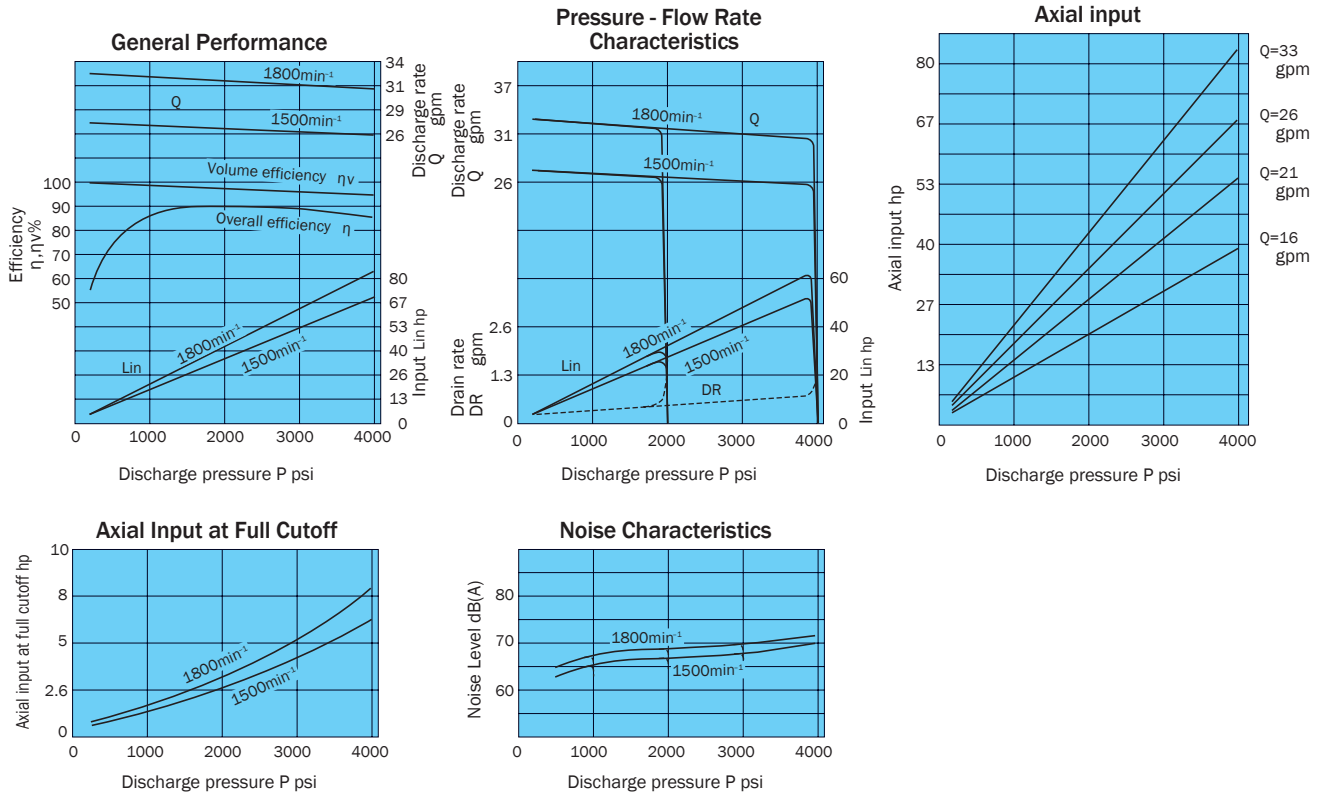 General Performance
1800min-1
Q
1500min-1
Volume efficiency ηv
Overall efficiency η
Lin
1800min-1
1500min-1
Efficiency
η,ηv%
100
90
80
70
60
50
34
31
29
26
Discharge rate
Q gpm
80
67
53
40
26
13
0
Input Lin hp
0 1000 2000 3000 4000
Discharge pressure P psi
Pressure - Flow Rate
Characteristics
Discharge rate
Q gpm
37
31
26
1800min-1
Q
1500min-1
Drain rate
DR gpm
2.6
1.3
0
Lin
1800min-1
1500min-1
DR
60
40
20
0
Input Lin hp
0 1000 2000 3000 4000
Discharge pressure P psi
Axial input
Axial input hp
80
67
53
40
27
13
Q=33
gpm
Q=26
gpm
Q=21
gpm
Q=16
gpm
0 1000 2000 3000 4000
Discharge pressure P psi
Axial Input at Full Cutoff
Axial input at full cutoff hp
10
8
5
2.6
0
1800min-1
1500min-1
0 1000 2000 3000 4000
Discharge pressure P psi
Noise Characteristics
Noise Level dB(A)
80
70
60
1800min-1
1500min-1
0 1000 2000 3000 4000
Discharge pressure P psi